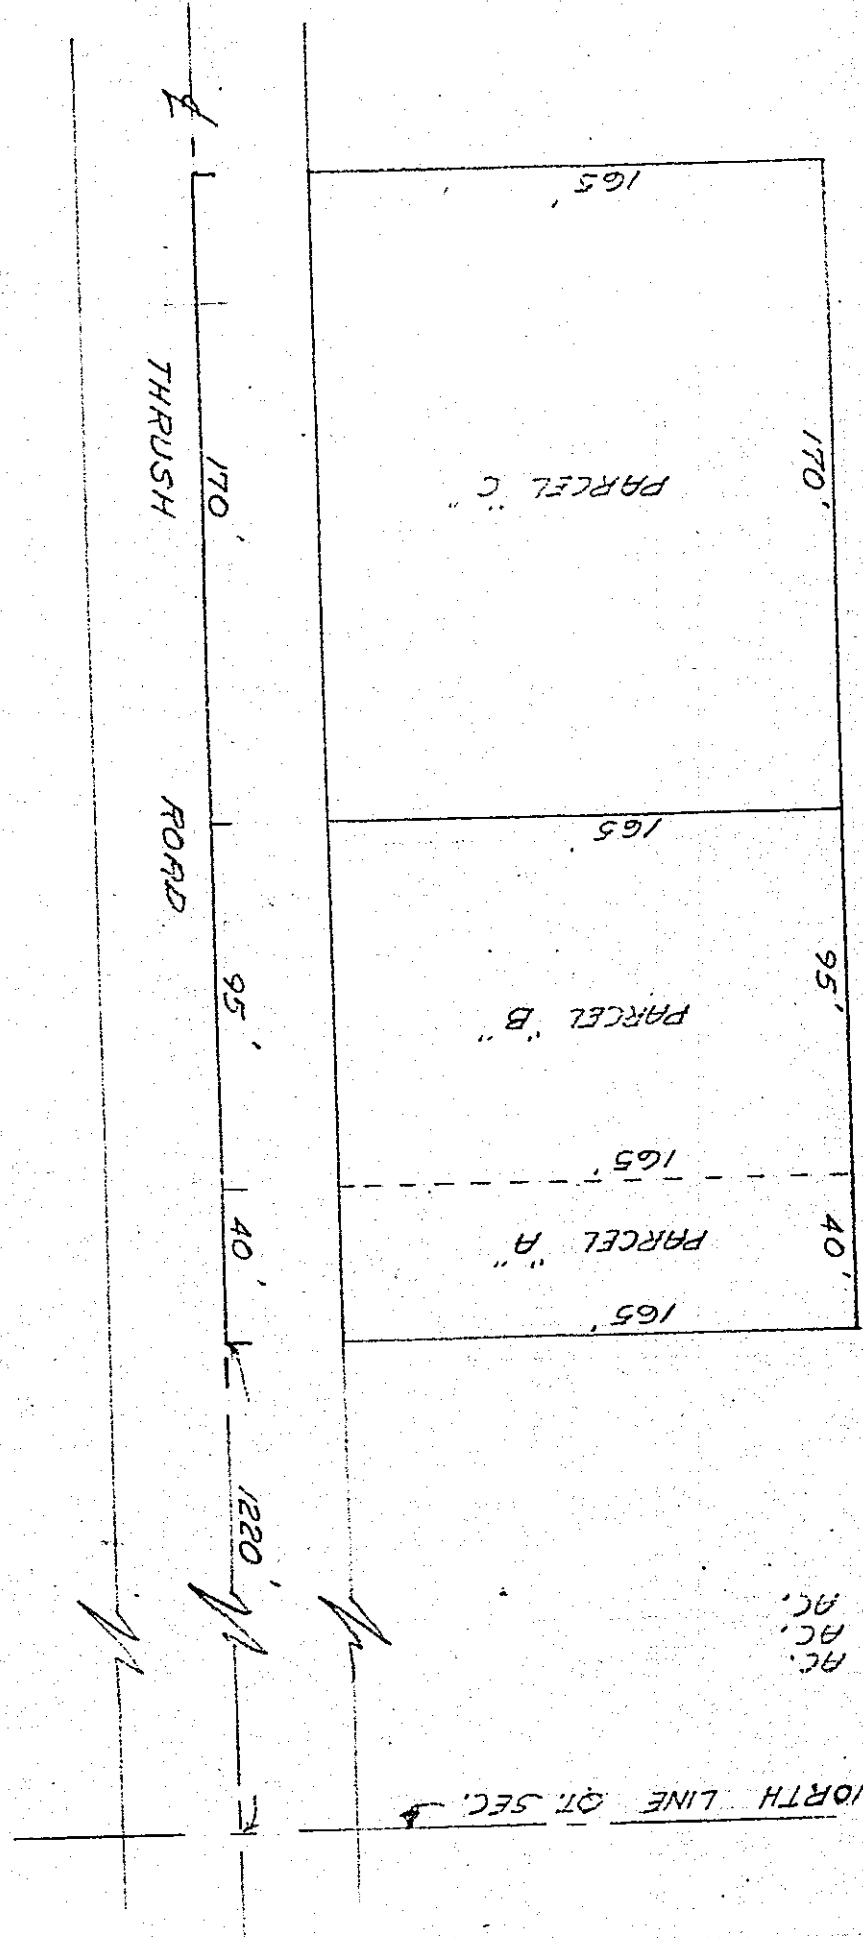 NORTH LINE QT. SEC.
AC.
AC.
AC.
1220'
165'
PARCEL "A"
40'
40'
165'
PARCEL "B"
95'
95'
165'
PARCEL "C"
170'
170'
165'
THRUSH ROAD
℄